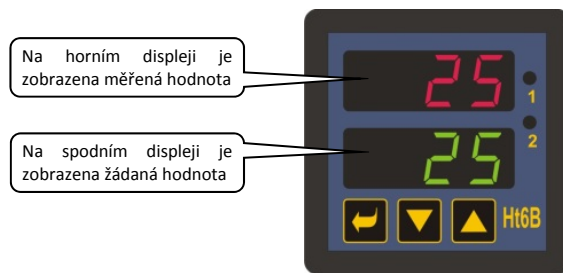 Na horním displeji je
zobrazena měřená hodnota
25
1
2
Na spodním displeji je
zobrazena žádaná hodnota
25
Ht6B